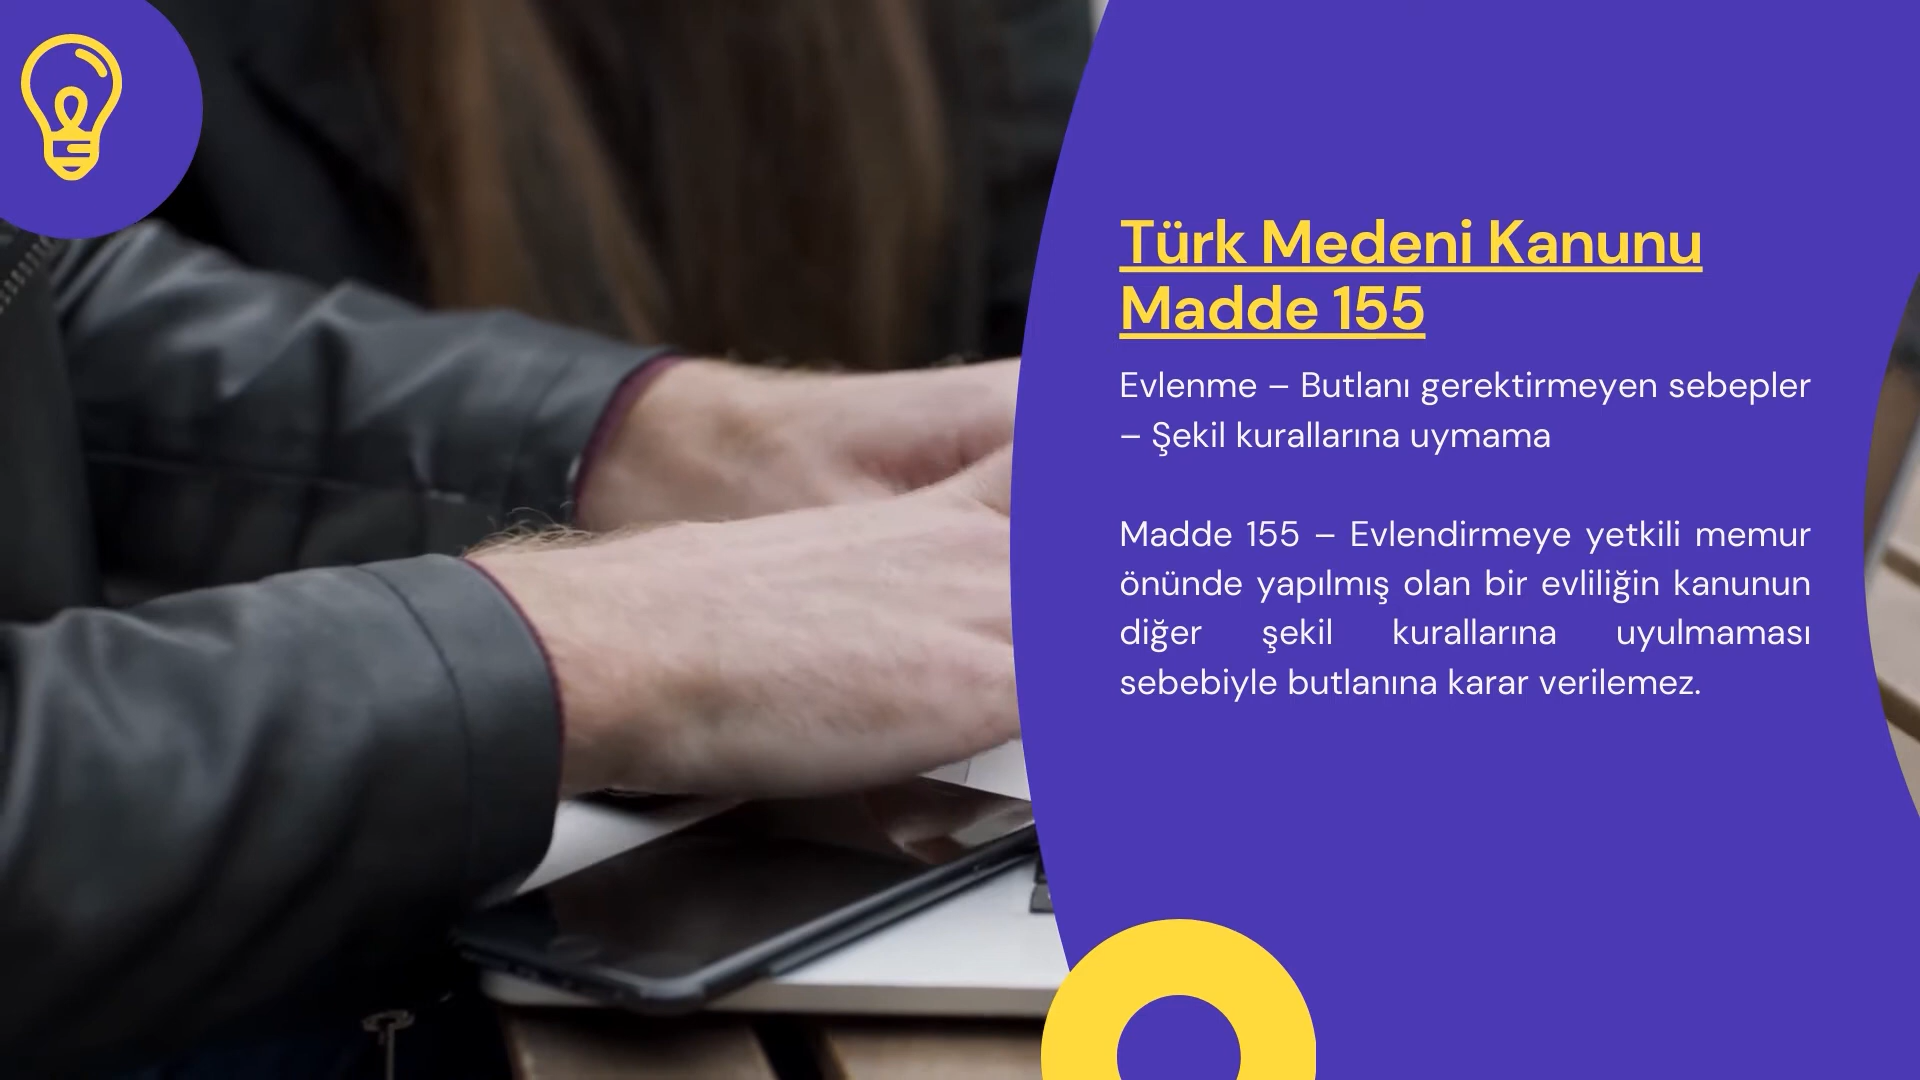 Türk Medeni Kanunu
Madde 155
Evlenme – Butlanı gerektirmeyen sebepler
– Şekil kurallarına uymama
Madde 155 – Evlendirmeye yetkili memur
önünde yapılmış olan bir evliliğin kanunun
diğer şekil kurallarına uyulmaması
sebebiyle butlanına karar verilemez.